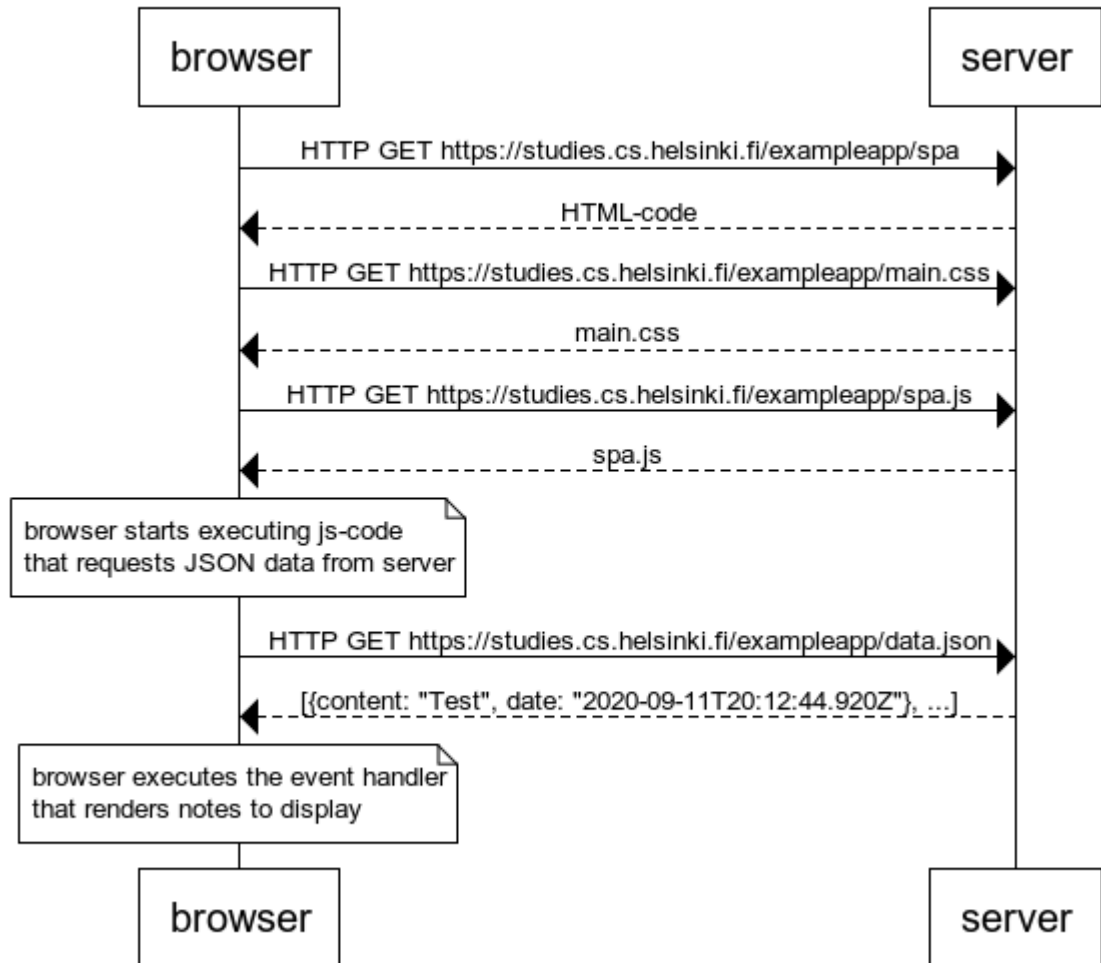 browser
server
HTTP GET https://studies.cs.helsinki.fi/exampleapp/spa
HTML-code
HTTP GET https://studies.cs.helsinki.fi/exampleapp/main.css
main.css
HTTP GET https://studies.cs.helsinki.fi/exampleapp/spa.js
spa.js
browser starts executing js-code
that requests JSON data from server
HTTP GET https://studies.cs.helsinki.fi/exampleapp/data.json
[{content: "Test", date: "2020-09-11T20:12:44.920Z"}, ...]
browser executes the event handler
that renders notes to display
browser
server